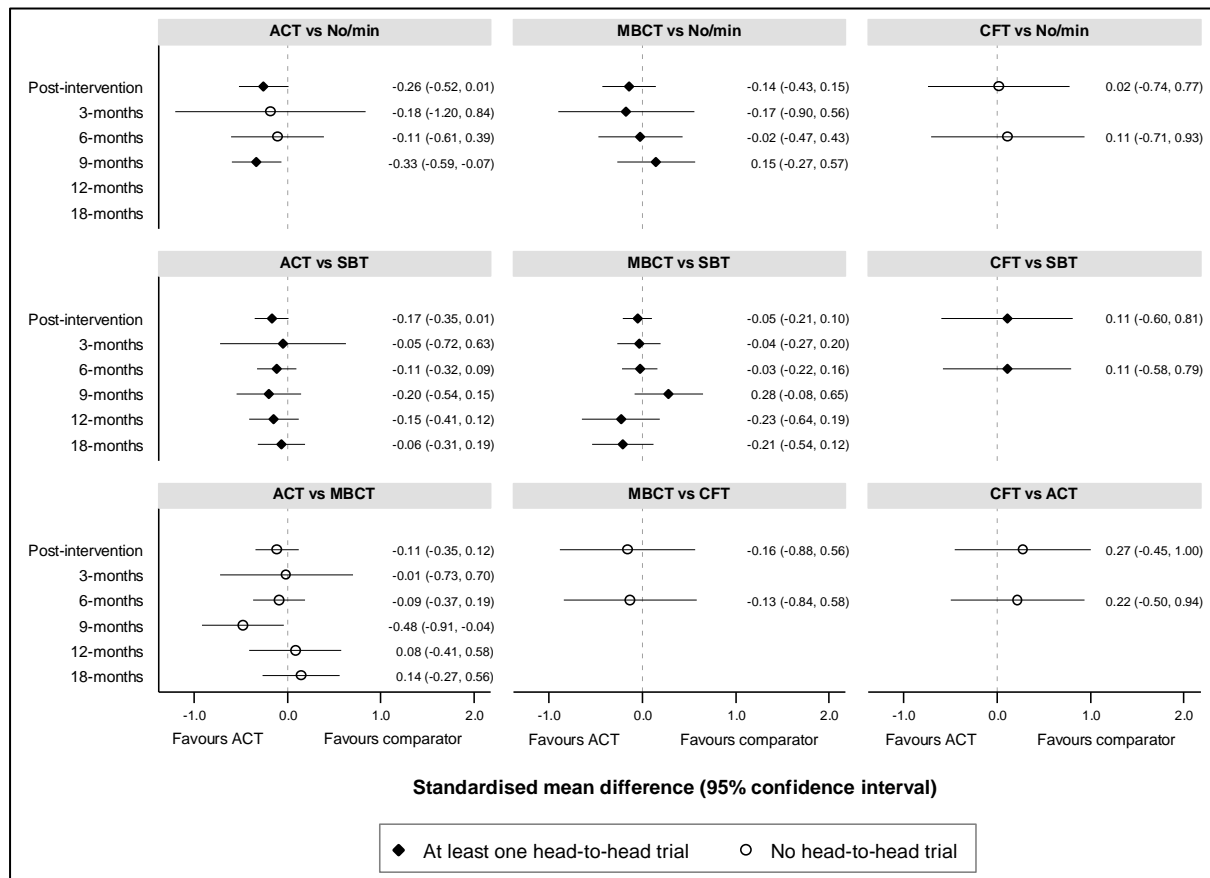 ACT vs No/min MBCT vs No/min CFT vs No/min
Post-intervention -0.26 (-0.52, 0.01) -0.14 (-0.43, 0.15) 0.02 (-0.74, 0.77)
3-months -0.18 (-1.20, 0.84) -0.17 (-0.90, 0.56)
6-months -0.11 (-0.61, 0.39) -0.02 (-0.47, 0.43) 0.11 (-0.71, 0.93)
9-months -0.33 (-0.59, -0.07) 0.15 (-0.27, 0.57)
12-months
18-months
ACT vs SBT MBCT vs SBT CFT vs SBT
Post-intervention -0.17 (-0.35, 0.01) -0.05 (-0.21, 0.10) 0.11 (-0.60, 0.81)
3-months -0.05 (-0.72, 0.63) -0.04 (-0.27, 0.20)
6-months -0.11 (-0.32, 0.09) -0.03 (-0.22, 0.16) 0.11 (-0.58, 0.79)
9-months -0.20 (-0.54, 0.15) 0.28 (-0.08, 0.65)
12-months -0.15 (-0.41, 0.12) -0.23 (-0.64, 0.19)
18-months -0.06 (-0.31, 0.19) -0.21 (-0.54, 0.12)
ACT vs MBCT MBCT vs CFT CFT vs ACT
Post-intervention -0.11 (-0.35, 0.12) -0.16 (-0.88, 0.56) 0.27 (-0.45, 1.00)
3-months -0.01 (-0.73, 0.70)
6-months -0.09 (-0.37, 0.19) -0.13 (-0.84, 0.58) 0.22 (-0.50, 0.94)
9-months -0.48 (-0.91, -0.04)
12-months 0.08 (-0.41, 0.58)
18-months 0.14 (-0.27, 0.56)
-1.0 0.0 1.0 2.0 -1.0 0.0 1.0 2.0 -1.0 0.0 1.0 2.0
Favours ACT Favours comparator Favours ACT Favours comparator Favours ACT Favours comparator
Standardised mean difference (95% confidence interval)
At least one head-to-head trial No head-to-head trial